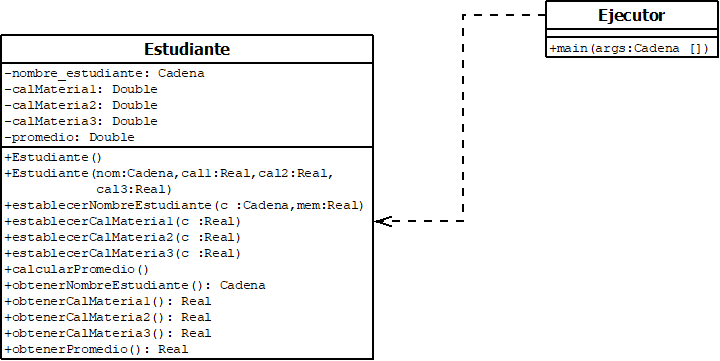 Ejecutor
+main(args:Cadena [])
Estudiante
-nombre_estudiante: Cadena
-calMateria1: Double
-calMateria2: Double
-calMateria3: Double
-promedio: Double
+Estudiante()
+Estudiante(nom:Cadena,cal1:Real,cal2:Real,
cal3:Real)
+establecerNombreEstudiante(c :Cadena,mem:Real)
+establecerCalMateria1(c :Real)
+establecerCalMateria2(c :Real)
+establecerCalMateria3(c :Real)
+calcularPromedio()
+obtenerNombreEstudiante(): Cadena
+obtenerCalMateria1(): Real
+obtenerCalMateria2(): Real
+obtenerCalMateria3(): Real
+obtenerPromedio(): Real